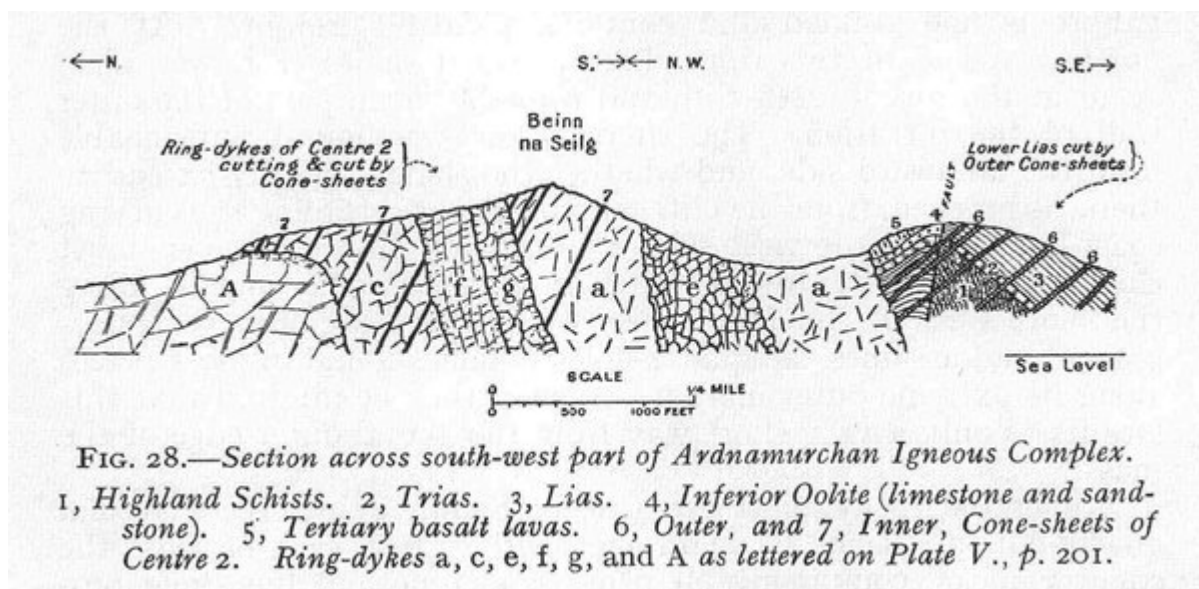 ←N.
S.→← N.W.
S.E.→
Beinn
na Seilg
Ring-dykes of Centre 2
cutting & cut by
Cone-sheets
Lower Lias cut by
Outer Cone-sheets
FAULT
7
7
7
5
4
6
6
6
A
c
f
g
a
e
a
1
2
3
Sea Level
SCALE
0
¼ MILE
0
500
1000 FEET
FIG. 28.—Section across south-west part of Ardnamurchan Igneous Complex.
1, Highland Schists. 2, Trias. 3, Lias. 4, Inferior Oolite (limestone and sand-
stone). 5, Tertiary basalt lavas. 6, Outer, and 7, Inner, Cone-sheets of
Centre 2. Ring-dykes a, c, e, f, g, and A as lettered on Plate V., p. 201.